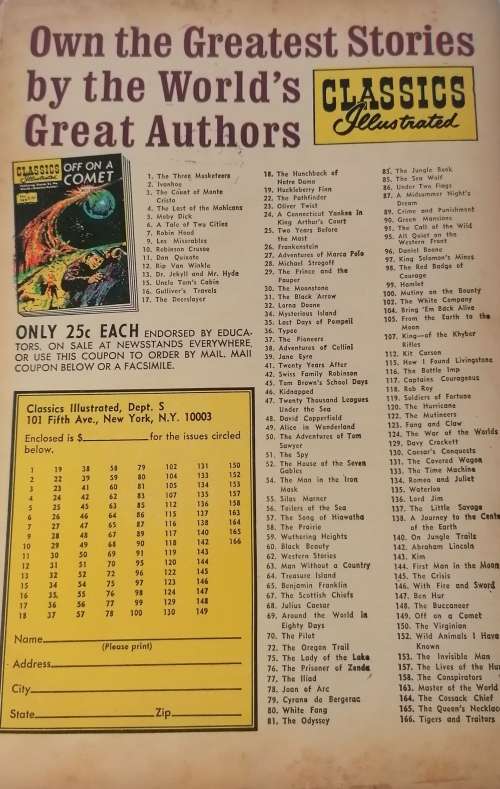 Own the Greatest Stories
by the World's
Great Authors
CLASSICS
Illustrated
CLASSICS
Illustrated
OFF ON A
COMET
ONLY 25c EACH ENDORSED BY EDUCA-
TORS. ON SALE AT NEWSSTANDS EVERYWHERE,
OR USE THIS COUPON TO ORDER BY MAIL. MAIL
COUPON BELOW OR A FACSIMILE.
Classics Illustrated, Dept. S
101 Fifth Ave., New York, N.Y. 10003
Enclosed is $ for the issues circled
below.
1 19 38 58 79 102 131 150
2 22 39 59 80 104 133 152
3 23 41 60 81 105 134 153
4 24 42 62 83 107 135 157
5 25 45 63 85 112 136 158
6 26 46 64 86 115 137 163
7 27 47 65 87 116 138 164
9 28 48 67 89 117 140 165
10 29 49 68 90 118 142 166
11 30 50 69 91 119 143
12 31 51 70 95 120 144
13 32 52 72 96 122 145
15 34 54 75 97 123 146
16 35 55 76 98 124 147
17 36 56 77 99 129 148
18 37 57 78 100 130 149
Name
(Please print)
Address
City
State Zip
1. The Three Musketeers
2. Ivanhoe
3. The Count of Monte
Cristo
4. The Last of the Mohicans
5. Moby Dick
6. A Tale of Two Cities
7. Robin Hood
9. Les Miserables
10. Robinson Crusoe
11. Don Quixote
12. Rip Van Winkle
13. Dr. Jekyll and Mr. Hyde
15. Uncle Tom's Cabin
16. Gulliver's Travels
17. The Deerslayer
18. The Hunchback of
Notre Dame
19. Huckleberry Finn
22. The Pathfinder
23. Oliver Twist
24. A Connecticut Yankee in
King Arthur's Court
25. Two Years Before
the Mast
26. Frankenstein
27. Adventures of Marco Polo
28. Michael Strogoff
29. The Prince and the
Pauper
30. The Moonstone
31. The Black Arrow
32. Lorna Doone
34. Mysterious Island
35. Last Days of Pompeii
36. Typee
37. The Pioneers
38. Adventures of Cellini
39. Jane Eyre
41. Twenty Years After
42. Swiss Family Robinson
45. Tom Brown's School Days
46. Kidnapped
47. Twenty Thousand Leagues
Under the Sea
48. David Copperfield
49. Alice in Wonderland
50. The Adventures of Tom
Sawyer
51. The Spy
52. The House of the Seven
Gables
54. The Man in the Iron
Mask
55. Silas Marner
56. Toilers of the Sea
57. The Song of Hiawatha
58. The Prairie
59. Wuthering Heights
60. Black Beauty
62. Western Stories
63. Man Without a Country
64. Treasure Island
65. Benjamin Franklin
67. The Scottish Chiefs
68. Julius Caesar
69. Around the World in
Eighty Days
70. The Pilot
72. The Oregon Trail
75. The Lady of the Lake
76. The Prisoner of Zenda
77. The Iliad
78. Joan of Arc
79. Cyrano de Bergerac
80. White Fang
81. The Odyssey
83. The Jungle Book
85. The Sea Wolf
86. Under Two Flags
87. A Midsummer Night's
Dream
89. Crime and Punishment
90. Green Mansions
91. The Call of the Wild
95. All Quiet on the
Western Front
96. Daniel Boone
97. King Solomon's Mines
98. The Red Badge of
Courage
99. Hamlet
100. Mutiny on the Bounty
102. The White Company
104. Bring 'Em Back Alive
105. From the Earth to the
Moon
107. King—of the Khyber
Rifles
112. Kit Carson
115. How I Found Livingstone
116. The Bottle Imp
117. Captains Courageous
118. Rob Roy
119. Soldiers of Fortune
120. The Hurricane
122. The Mutineers
123. Fang and Claw
124. The War of the Worlds
129. Davy Crockett
130. Caesar's Conquests
131. The Covered Wagon
133. The Time Machine
134. Romeo and Juliet
135. Waterloo
136. Lord Jim
137. The Little Savage
138. A Journey to the Cente
of the Earth
140. On Jungle Trails
142. Abraham Lincoln
143. Kim
144. First Man in the Moon
145. The Crisis
146. With Fire and Sword
147. Ben Hur
148. The Buccaneer
149. Off on a Comet
150. The Virginian
152. Wild Animals I Have
Known
153. The Invisible Man
157. The Lives of the Hun
158. The Conspirators
163. Master of the World
164. The Cossack Chief
165. The Queen's Necklac
166. Tigers and Traitors